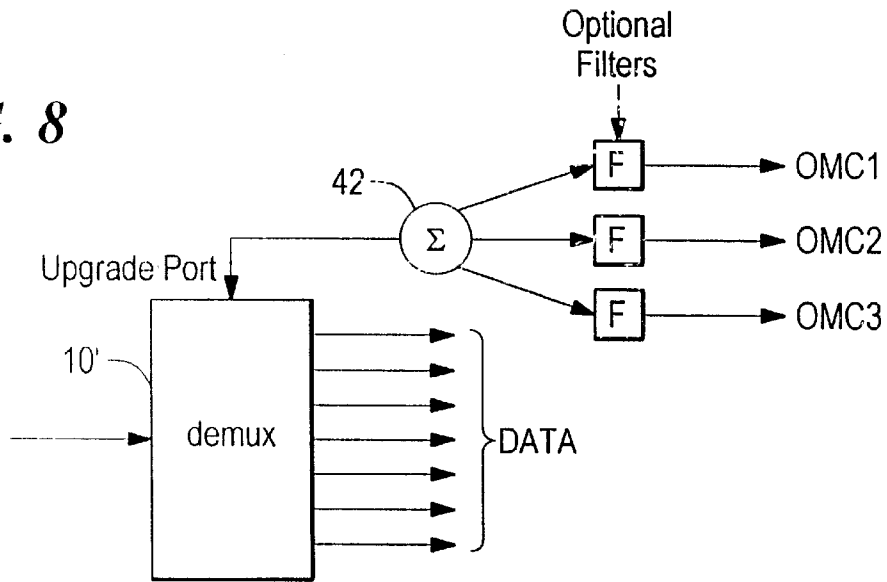 . 8
Optional
Filters
F
OMC1
42
Σ
F
OMC2
Upgrade Port
F
OMC3
10'
demux
DATA